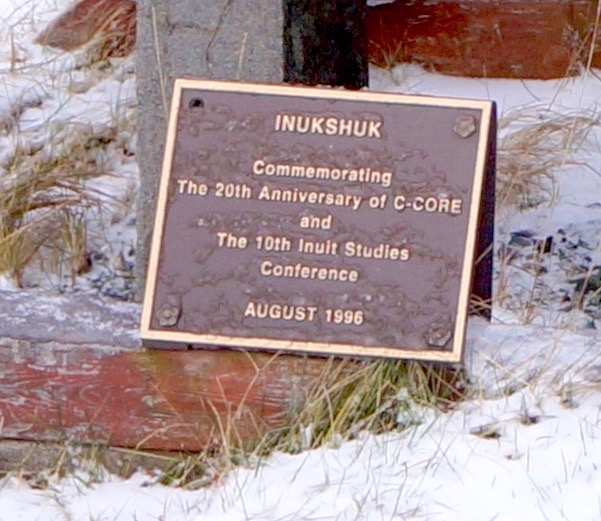 INUKSHUK
Commemorating
The 20th Anniversary of C-CORE
and
The 10th Inuit Studies
Conference
AUGUST 1996